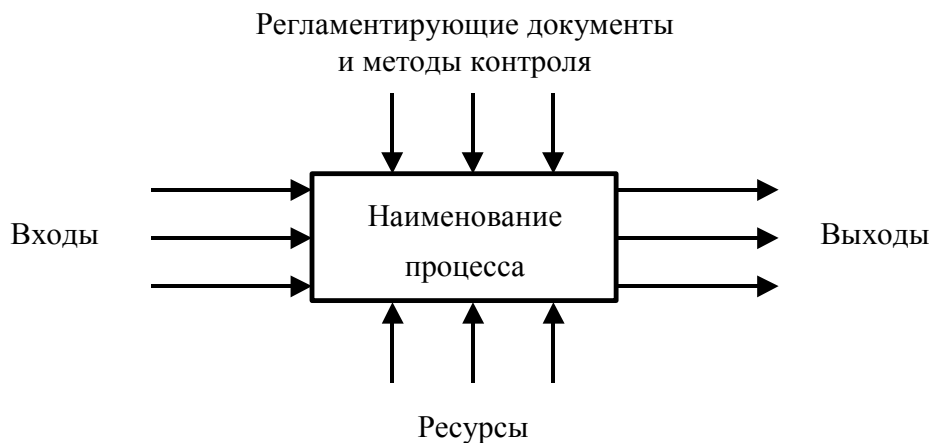 Регламентирующие документы
и методы контроля
Входы
Наименование
процесса
Выходы
Ресурсы